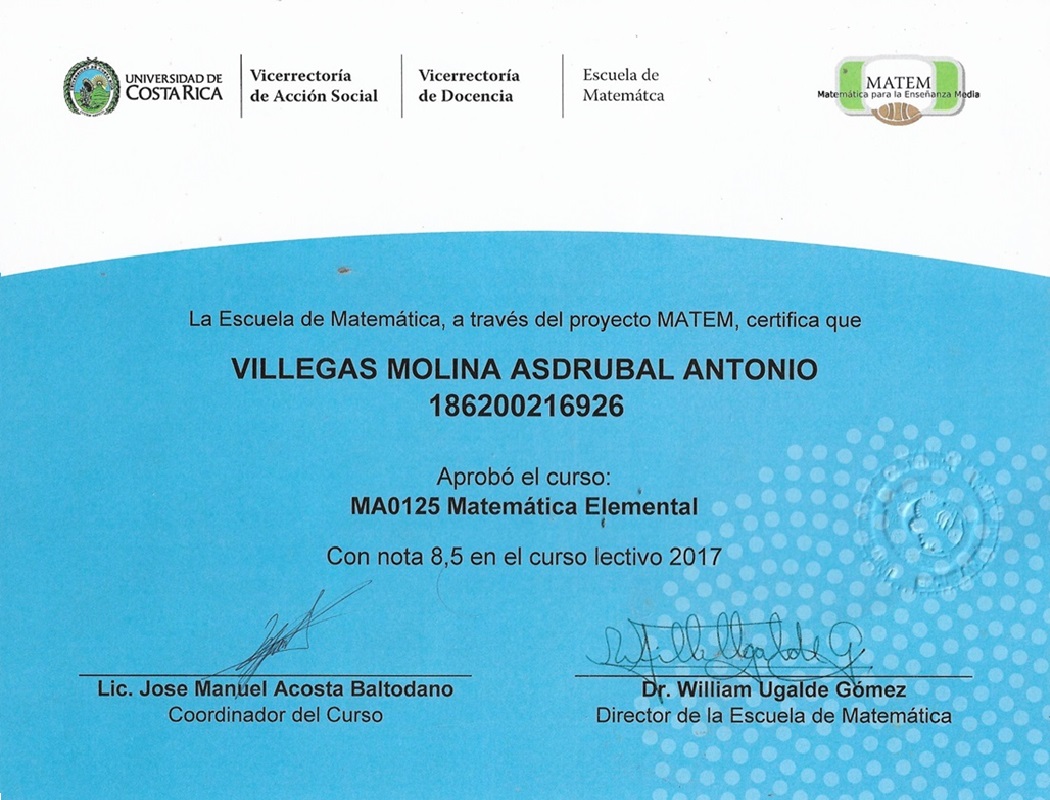 UNIVERSIDAD DE
COSTA RICA
Vicerrectoría
de Acción Social
Vicerrectoría
de Docencia
Escuela de
Matemátca
MATEM
Matemática para la Enseñanza Media
La Escuela de Matemática, a través del proyecto MATEM, certifica que
VILLEGAS MOLINA ASDRUBAL ANTONIO
186200216926
Aprobó el curso:
MA0125 Matemática Elemental
Con nota 8,5 en el curso lectivo 2017
Lic. Jose Manuel Acosta Baltodano
Coordinador del Curso
Dr. William Ugalde Gómez
Director de la Escuela de Matemática